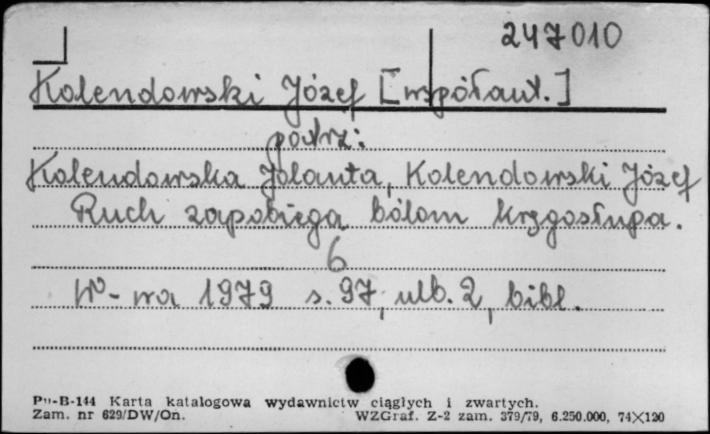 247010
Kolendowski Józef [współaut.]
patrz:
Kolendowska Jolanta, Kolendowski Józef
Ruch zapobiega bólom kręgosłupa.
6
W-wa 1979 s. 97, ulb. 2, bibl.
Pu-B-144 Karta katalogowa wydawnictw ciągłych i zwartych.
Zam. nr 629/DW/On. WZGraf. Z-2 zam. 379/79, 6.250.000, 74×120